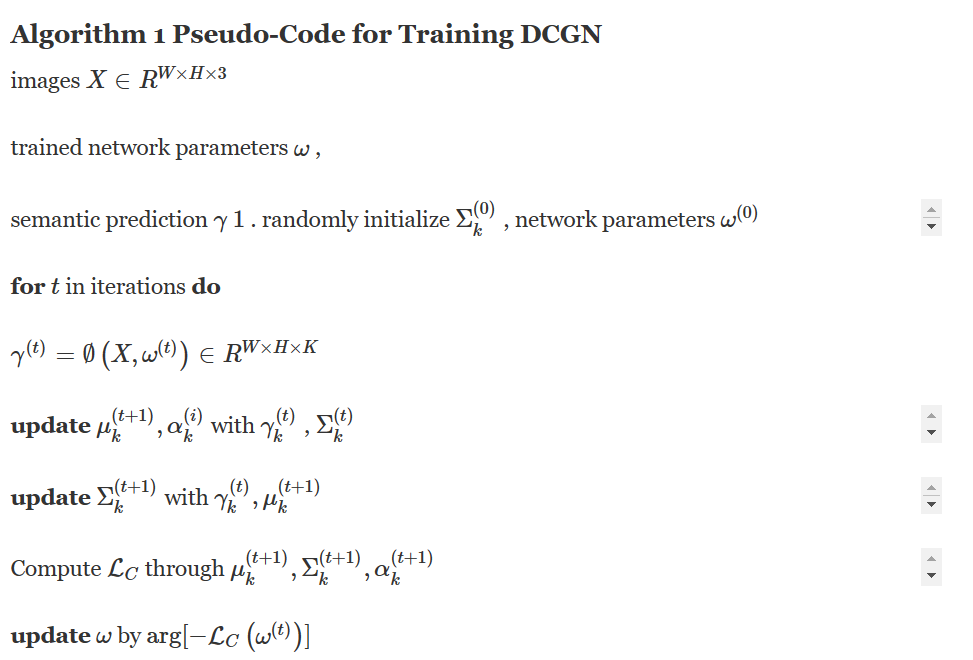 Algorithm 1 Pseudo-Code for Training DCGN
images $X \in R^{W \times H \times 3}$
trained network parameters $\omega$ ,
semantic prediction $\gamma$ 1 . randomly initialize $\Sigma_k^{(0)}$ , network parameters $\omega^{(0)}$
for $t$ in iterations do
$\gamma^{(t)} = \emptyset \left( X, \omega^{(t)} \right) \in R^{W \times H \times K}$
update $\mu_k^{(t+1)}, \alpha_k^{(i)}$ with $\gamma_k^{(t)}$ , $\Sigma_k^{(t)}$
update $\Sigma_k^{(t+1)}$ with $\gamma_k^{(t)}, \mu_k^{(t+1)}$
Compute $\mathcal{L}_C$ through $\mu_k^{(t+1)}, \Sigma_k^{(t+1)}, \alpha_k^{(t+1)}$
update $\omega$ by $\arg[-\mathcal{L}_C \left( \omega^{(t)} \right)]$